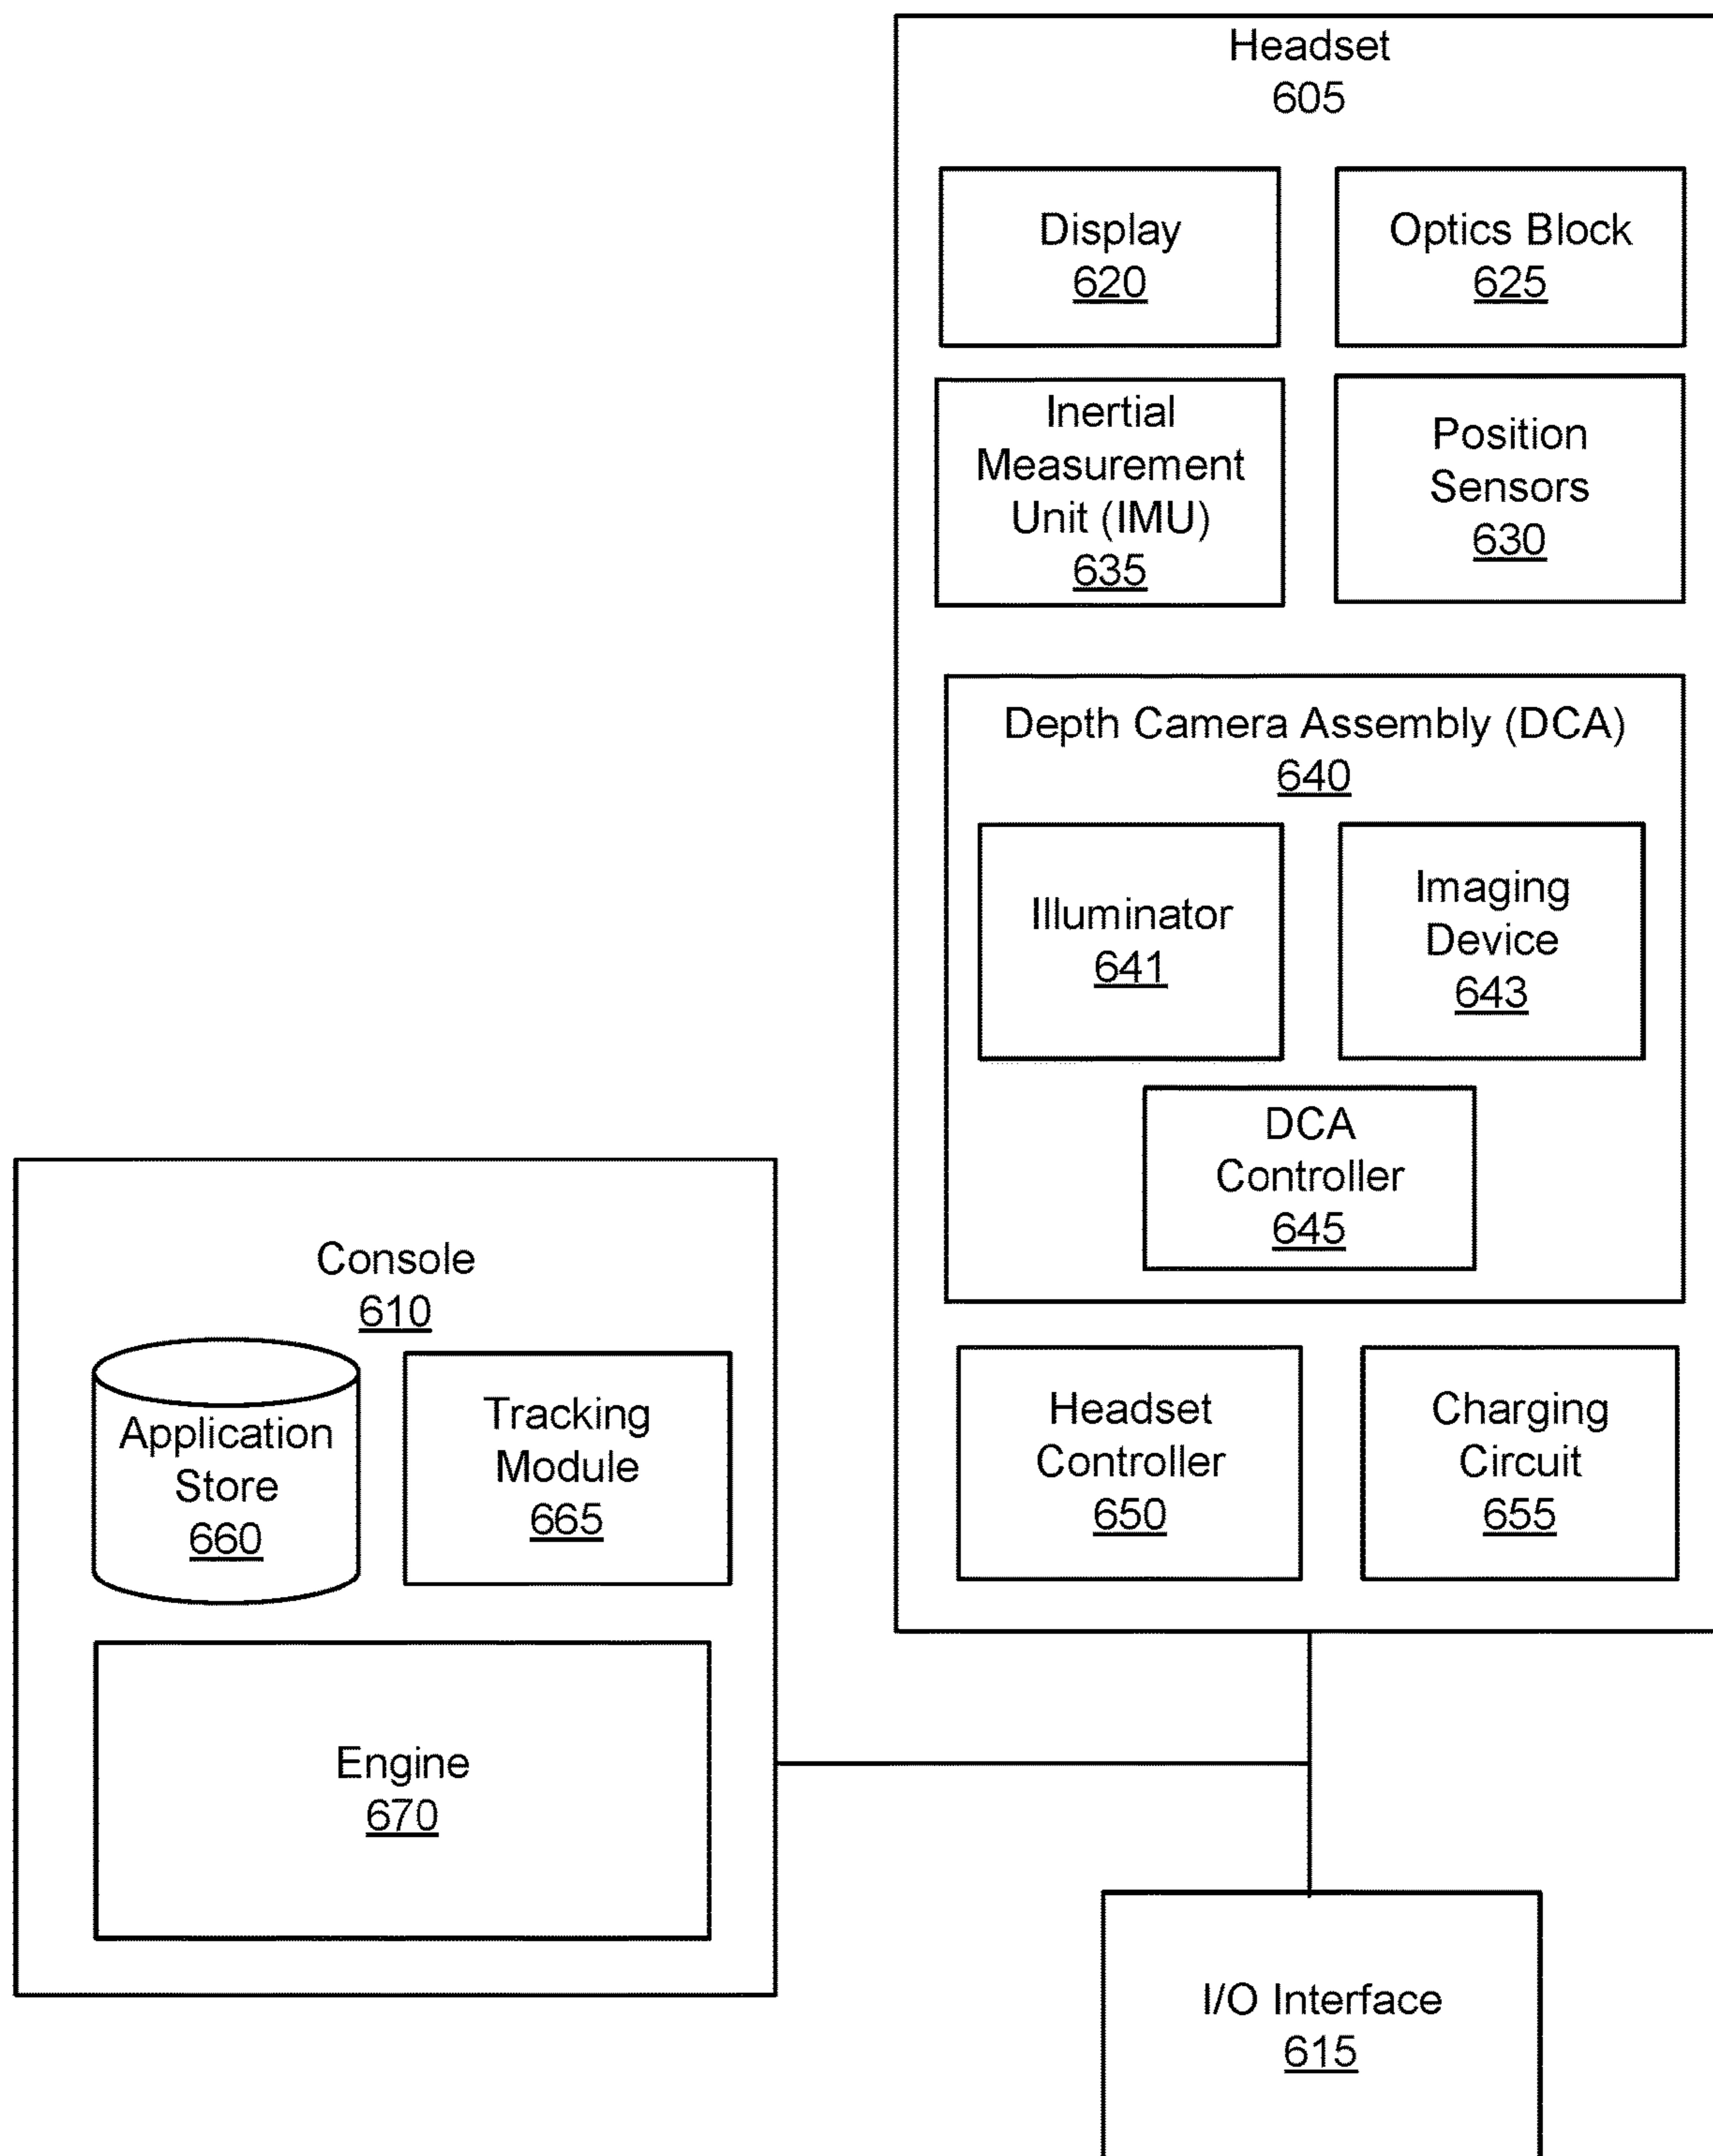 Headset
605
Display
620
Optics Block
625
Inertial
Measurement
Unit (IMU)
635
Position
Sensors
630
Depth Camera Assembly (DCA)
640
Illuminator
641
Imaging
Device
643
DCA
Controller
645
Headset
Controller
650
Charging
Circuit
655
Console
610
Application
Store
660
Tracking
Module
665
Engine
670
I/O Interface
615